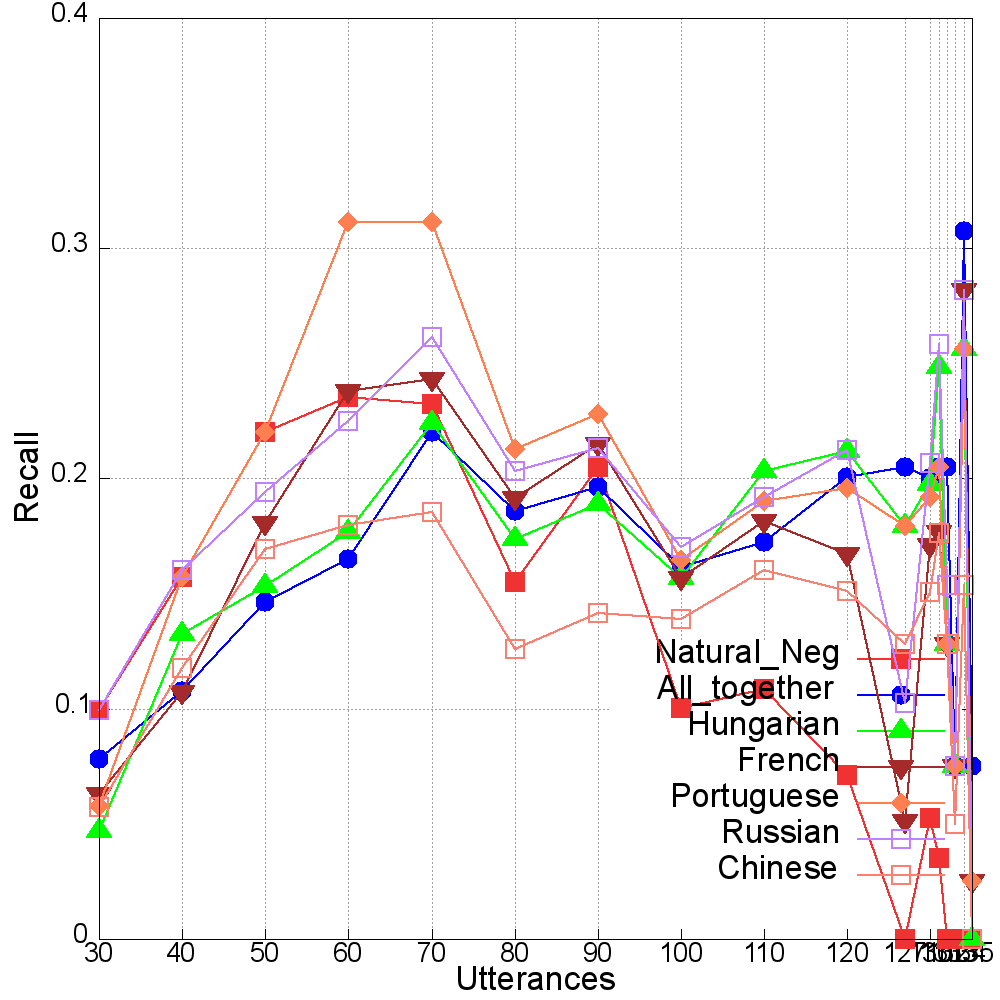 0.4
0.3
0.2
0.1
0
Recall
Natural_Neg
All_together
Hungarian
French
Portuguese
Russian
Chinese
30 40 50 60 70 80 90 100 110 120
Utterances